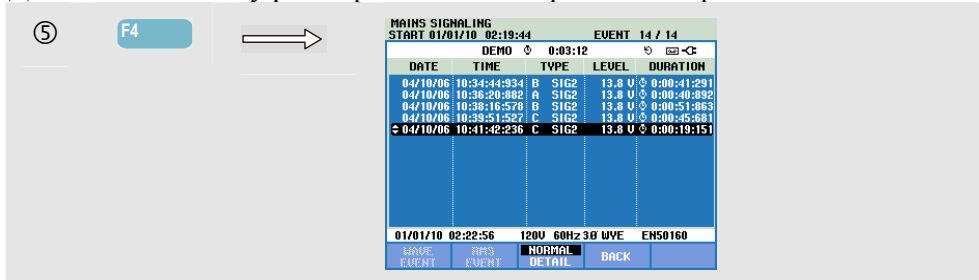 ⑤ F4
MAINS SIGNALING
START 01/01/10 02:19:44 EVENT 14 / 14
DEMO 0:03:12
DATE TIME TYPE LEVEL DURATION
04/10/06 10:34:44:934 B SIG2 13.8 V 0:00:41:291
04/10/06 10:36:20:882 A SIG2 13.8 V 0:00:40:892
04/10/06 10:38:16:578 B SIG2 13.8 V 0:00:51:863
04/10/06 10:39:51:527 C SIG2 13.8 V 0:00:45:681
04/10/06 10:41:42:236 C SIG2 13.8 V 0:00:19:151
01/01/10 02:22:56 120V 60Hz 3Ø WYE EN50160
WAVE EVENT RMS EVENT NORMAL DETAIL BACK